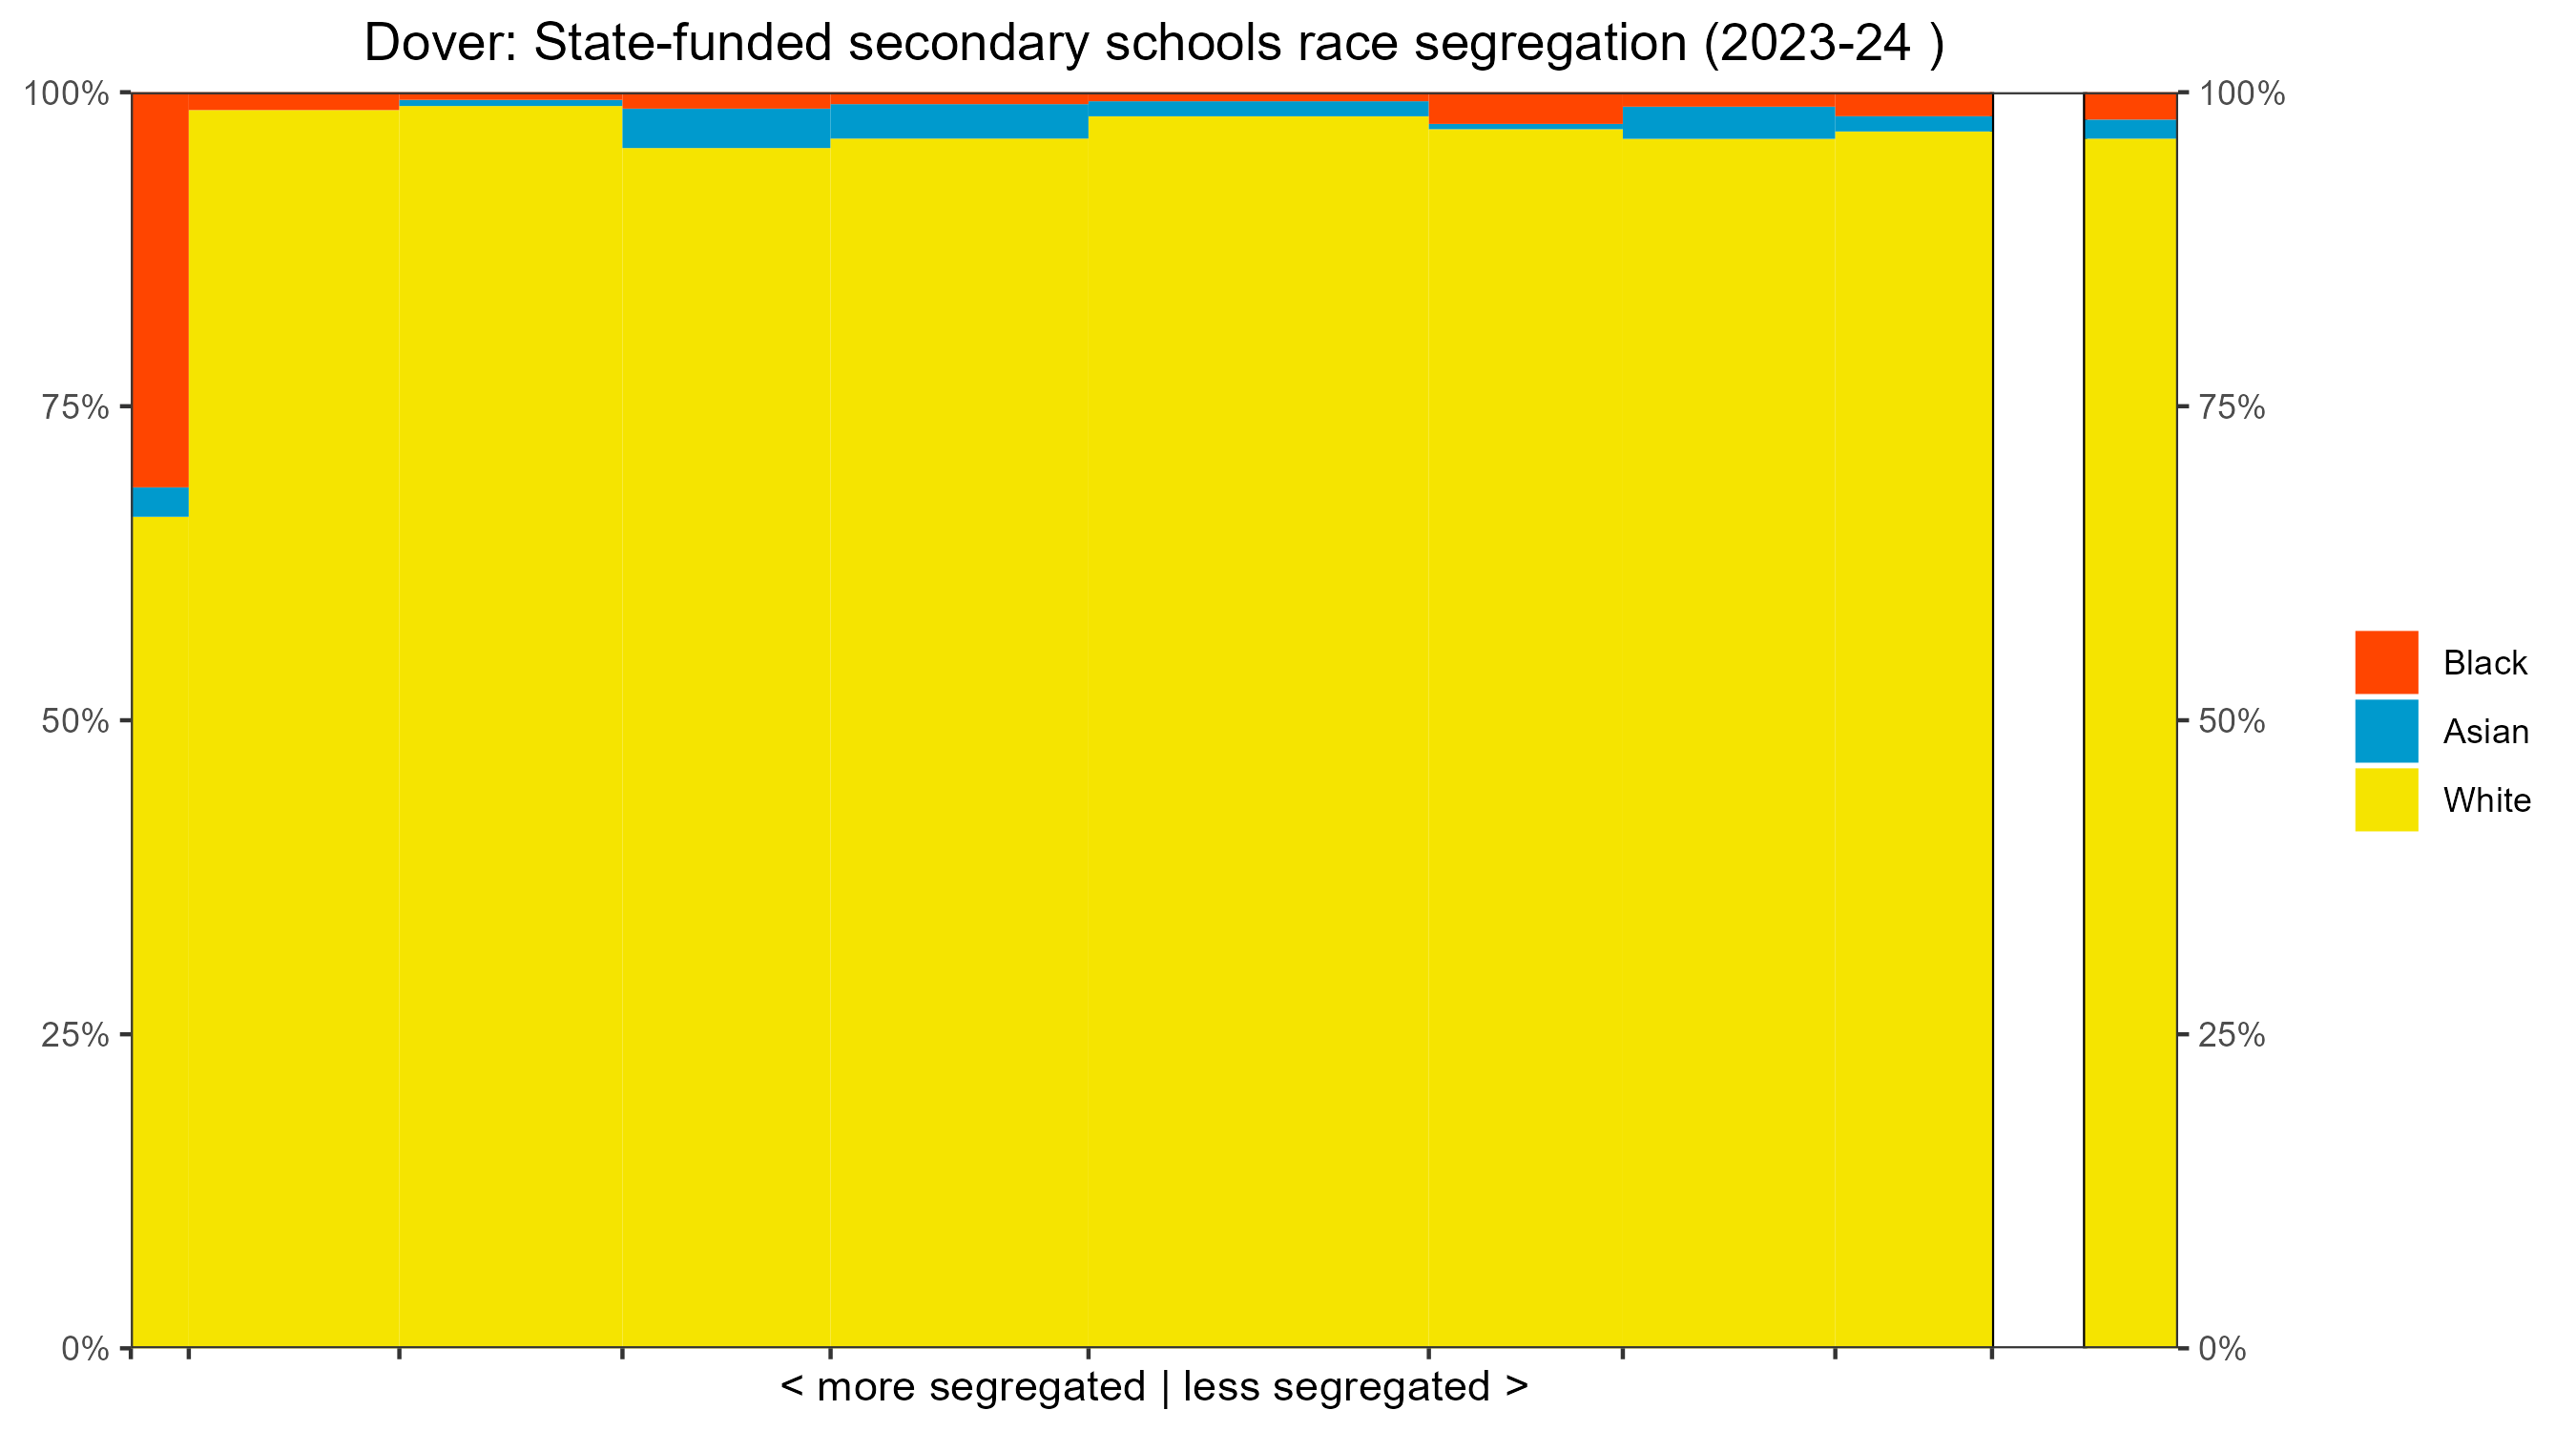 Dover: State-funded secondary schools race segregation (2023-24 )
100%
75%
50%
25%
0%
100%
75%
50%
25%
0%
Black
Asian
White
< more segregated | less segregated >